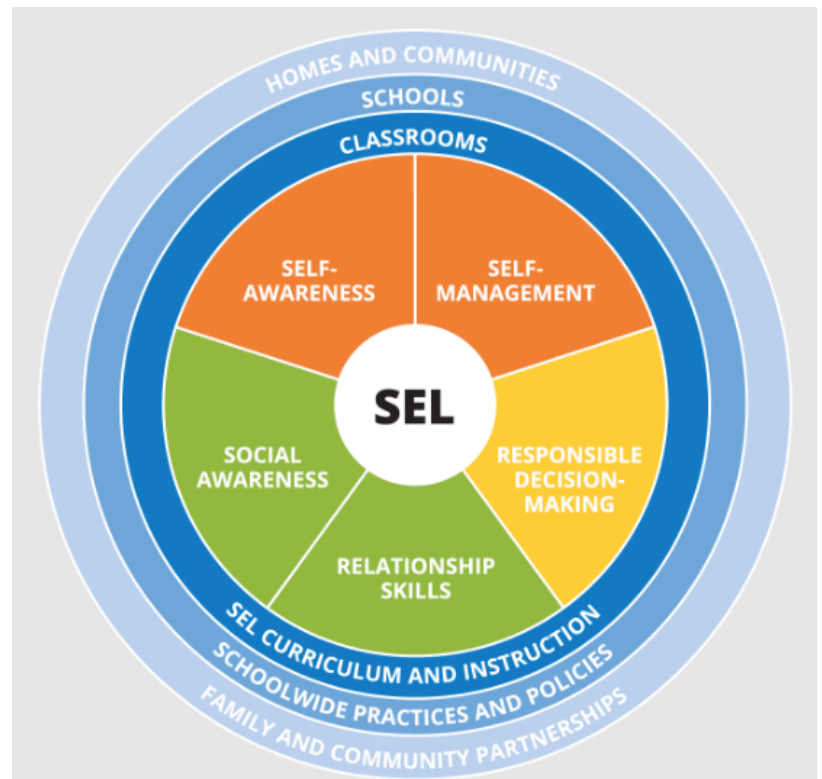 HOMES AND COMMUNITIES
SCHOOLS
CLASSROOMS
SELF-
AWARENESS
SELF-
MANAGEMENT
SEL
SOCIAL
AWARENESS
RESPONSIBLE
DECISION-
MAKING
RELATIONSHIP
SKILLS
SEL CURRICULUM AND INSTRUCTION
SCHOOLWIDE PRACTICES AND POLICIES
FAMILY AND COMMUNITY PARTNERSHIPS